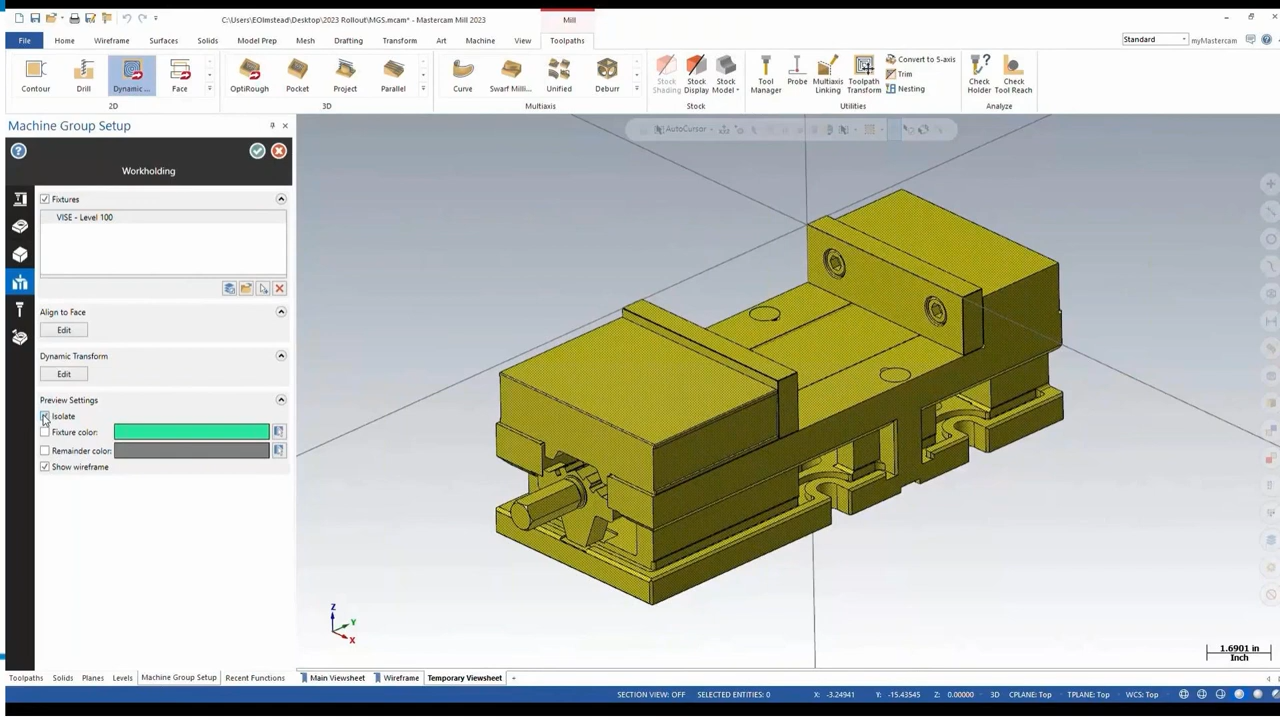 C:\Users\EOlmstead\Desktop\2023 Rollout\MGS.mcam* - Mastercam Mill 2023
Mill
File Home Wireframe Surfaces Solids Model Prep Mesh Drafting Transform Art Machine View Toolpaths
Standard
myMastercam
Contour Drill Dynamic ... Face
2D
OptiRough Pocket Project Parallel
3D
Curve Swarf Milli... Unified Deburr
Multiaxis
Stock Shading
Stock Display
Stock Model
Stock
Tool Manager
Probe
Multiaxis Linking
Toolpath Transform
Convert to 5-axis
Trim
Nesting
Utilities
Check Holder
Check Tool Reach
Analyze
Machine Group Setup
AutoCursor
Workholding
Fixtures
VISE - Level 100
Align to Face
Edit
Dynamic Transform
Edit
Preview Settings
Isolate
Fixture color:
Remainder color:
Show wireframe
Z
Y
X
1.6901 in
Inch
Toolpaths Solids Planes Levels Machine Group Setup Recent Functions
Main Viewsheet Wireframe Temporary Viewsheet +
SECTION VIEW: OFF SELECTED ENTITIES: 0 X: -3.24941 Y: -15.43545 Z: 0.00000 3D CPLANE: Top TPLANE: Top WCS: Top